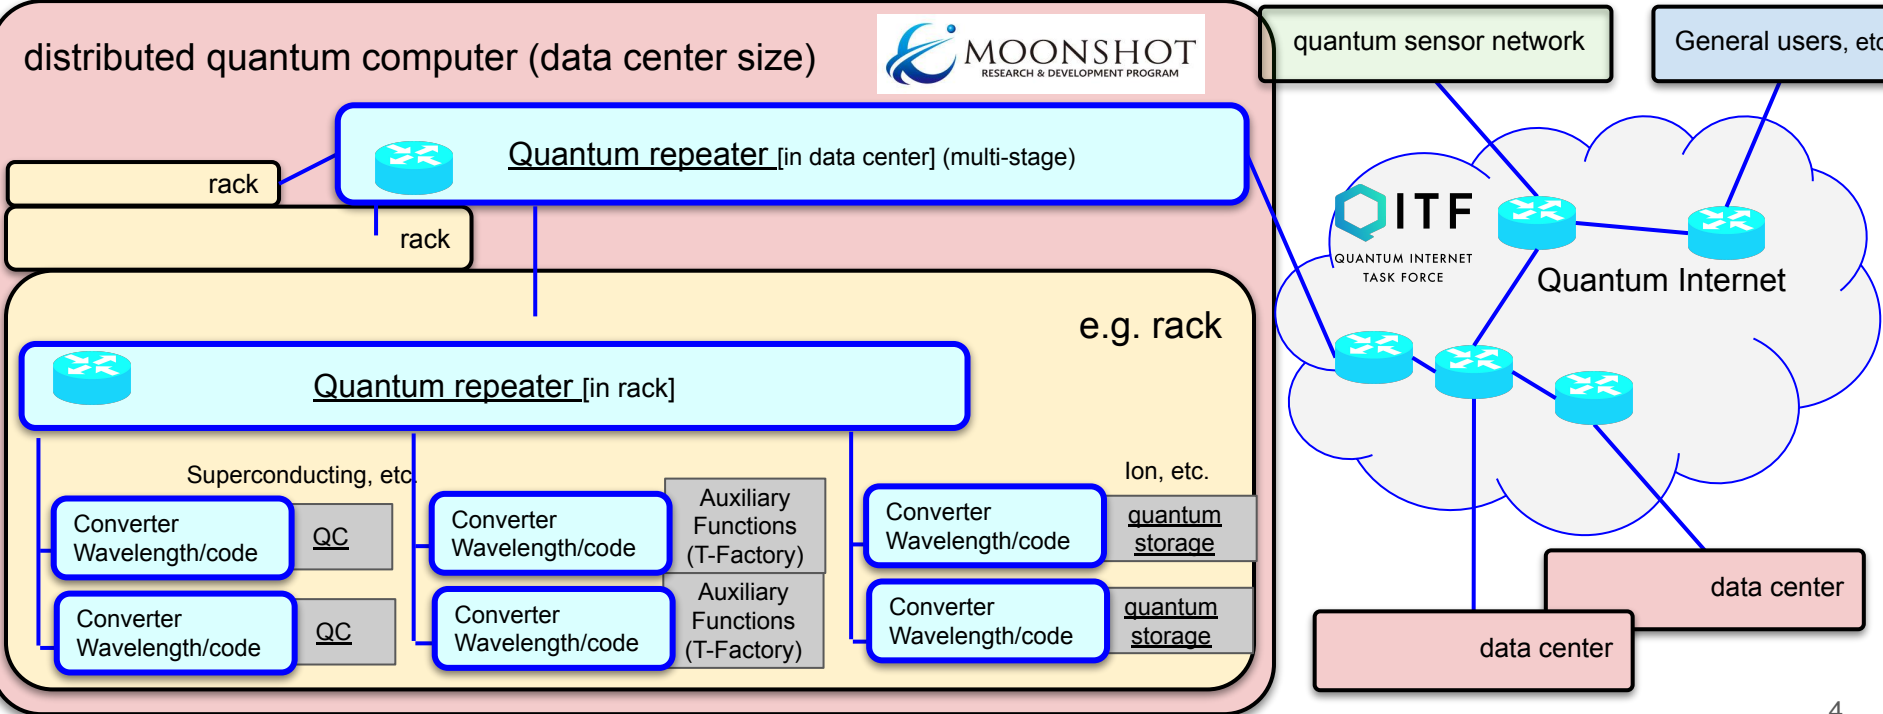 distributed quantum computer (data center size)
MOONSHOT
RESEARCH & DEVELOPMENT PROGRAM
quantum sensor network
General users, etc
Quantum repeater [in data center] (multi-stage)
rack
rack
QITF
QUANTUM INTERNET
TASK FORCE
Quantum Internet
e.g. rack
Quantum repeater [in rack]
Superconducting, etc.
Ion, etc.
Converter
Wavelength/code
QC
Converter
Wavelength/code
Auxiliary
Functions
(T-Factory)
Converter
Wavelength/code
quantum
storage
Converter
Wavelength/code
QC
Converter
Wavelength/code
Auxiliary
Functions
(T-Factory)
Converter
Wavelength/code
quantum
storage
data center
data center
4